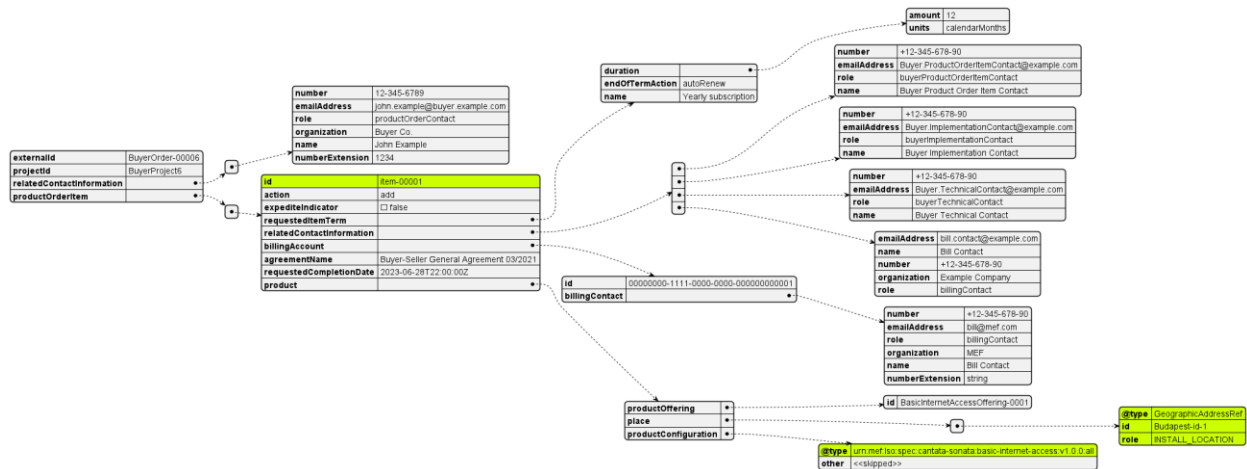 externalId BuyerOrder-00006
projectId BuyerProject6
relatedContactInformation
productOrderItem
number 12-345-6789
emailAddress john.example@buyer.example.com
role productOrderContact
organization Buyer Co.
name John Example
numberExtension 1234
id item-00001
action add
expediteIndicator ☐ false
requestedItemTerm
relatedContactInformation
billingAccount
agreementName Buyer-Seller General Agreement 03/2021
requestedCompletionDate 2023-06-28T22:00:00Z
product
duration
endOfTermAction autoRenew
name Yearly subscription
amount 12
units calendarMonths
number +12-345-678-90
emailAddress Buyer.ProductOrderItemContact@example.com
role buyerProductOrderItemContact
name Buyer Product Order Item Contact
number +12-345-678-90
emailAddress Buyer.ImplementationContact@example.com
role buyerImplementationContact
name Buyer Implementation Contact
number +12-345-678-90
emailAddress Buyer.TechnicalContact@example.com
role buyerTechnicalContact
name Buyer Technical Contact
emailAddress bill.contact@example.com
name Bill Contact
number +12-345-678-90
organization Example Company
role billingContact
id 00000000-1111-0000-0000-000000000001
billingContact
number +12-345-678-90
emailAddress bill@mef.com
role billingContact
organization MEF
name Bill Contact
numberExtension string
productOffering
place
productConfiguration
id BasicInternetAccessOffering-0001
@type GeographicAddressRef
id Budapest-id-1
role INSTALL_LOCATION
@type urn:mef:lso:spec:cantata-sonata:basic-internet-access:v1.0.0:all
other <<skipped>>